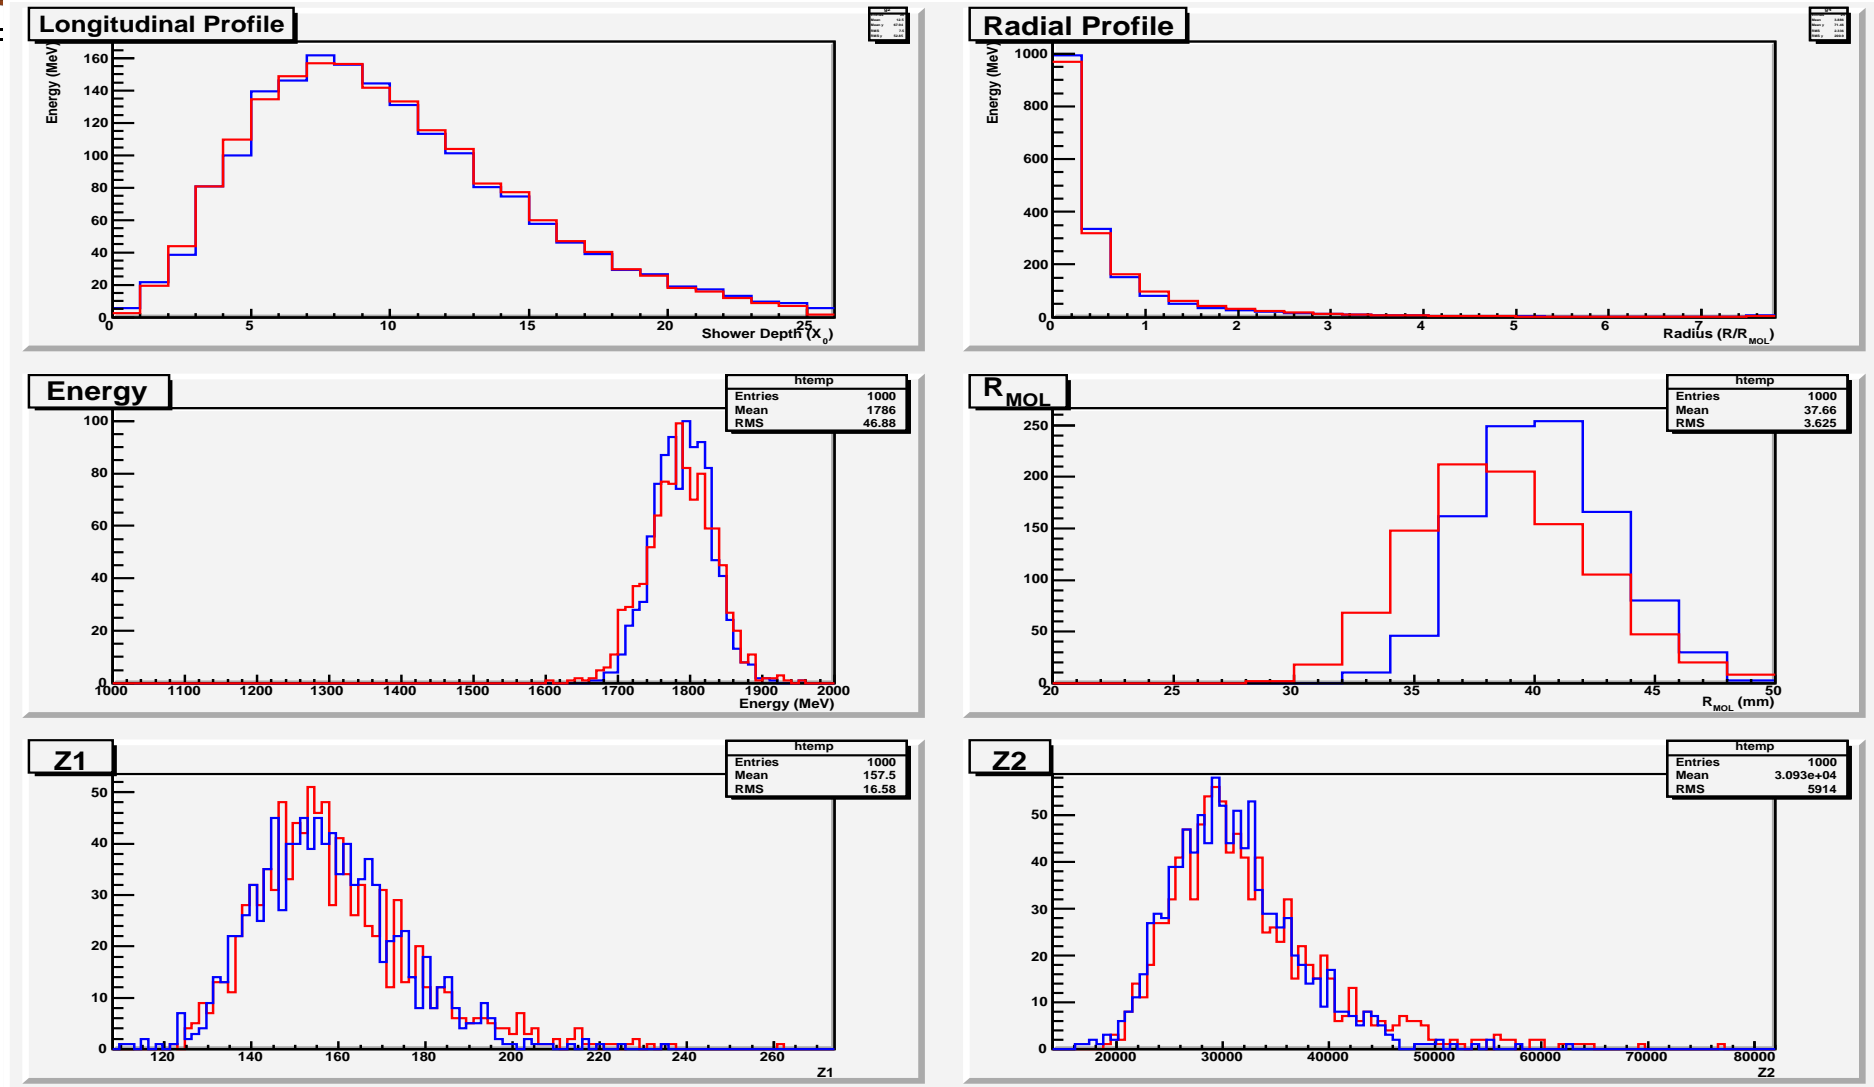 Longitudinal Profile
Energy (MeV)
160
140
120
100
80
60
40
20
0
0 5 10 15 20 25
Shower Depth (X0)
Radial Profile
Energy (MeV)
1000
800
600
400
200
0
0 1 2 3 4 5 6 7
Radius (R/RMOL)
Energy
htemp
Entries 1000
Mean 1786
RMS 46.88
100
80
60
40
20
0
1000 1100 1200 1300 1400 1500 1600 1700 1800 1900 2000
Energy (MeV)
RMOL
htemp
Entries 1000
Mean 37.66
RMS 3.625
250
200
150
100
50
0
20 25 30 35 40 45 50
RMOL (mm)
Z1
htemp
Entries 1000
Mean 157.5
RMS 16.58
50
40
30
20
10
0
120 140 160 180 200 220 240 260
Z1
Z2
htemp
Entries 1000
Mean 3.093e+04
RMS 5914
50
40
30
20
10
0
20000 30000 40000 50000 60000 70000 80000
Z2